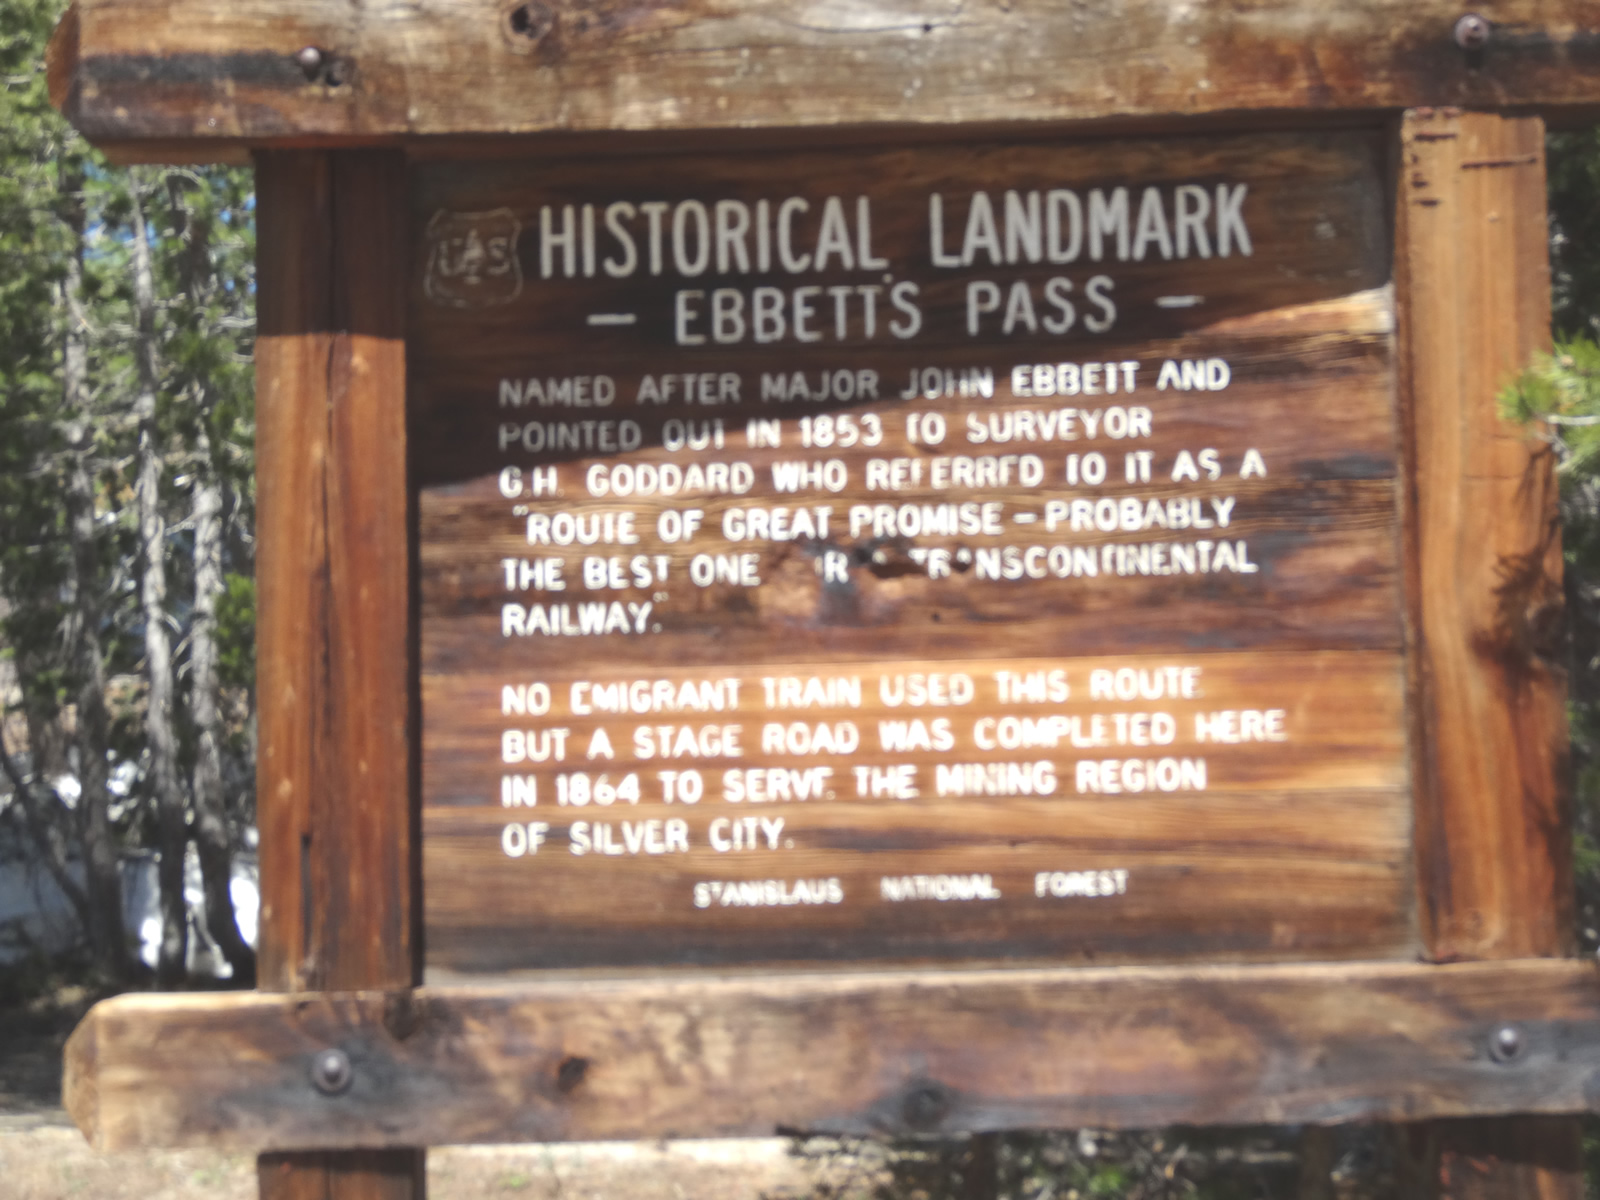 UAS
HISTORICAL LANDMARK
— EBBETTS PASS —
NAMED AFTER MAJOR JOHN EBBETT AND
POINTED OUT IN 1853 TO SURVEYOR
G.H. GODDARD WHO REFERRED TO IT AS A
"ROUTE OF GREAT PROMISE – PROBABLY
THE BEST ONE TRANSCONTINENTAL
RAILWAY."
NO EMIGRANT TRAIN USED THIS ROUTE
BUT A STAGE ROAD WAS COMPLETED HERE
IN 1864 TO SERVE THE MINING REGION
OF SILVER CITY.
STANISLAUS NATIONAL FOREST